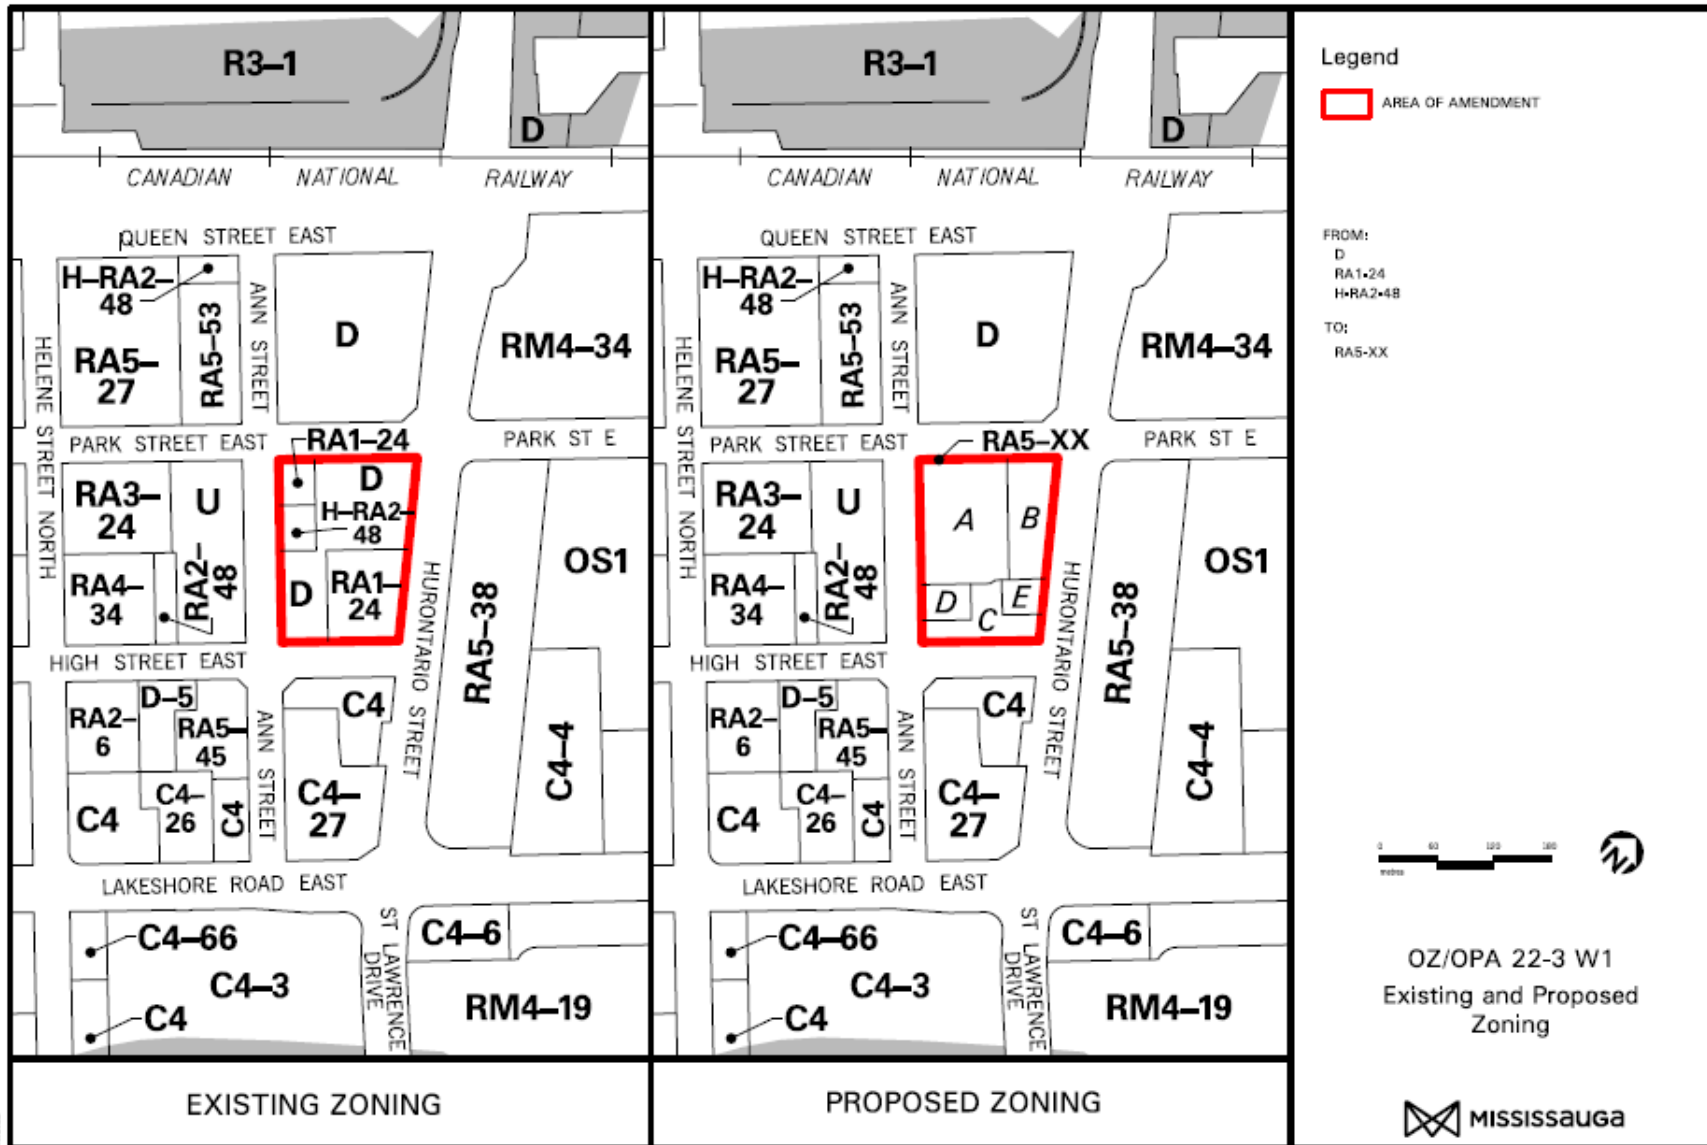 R3–1
D
CANADIAN NATIONAL RAILWAY
QUEEN STREET EAST
H–RA2–
48
RA5–
27
RA5–53
ANN STREET
D
RM4–34
HELENE STREET NORTH
PARK STREET EAST
RA1–24
PARK ST E
RA3–
24
U
D
H–RA2–
48
RA4–
34
RA2–
48
D
RA1–
24
OS1
RA5–38
HURONTARIO STREET
HIGH STREET EAST
RA2–
6
D–5
RA5–
45
C4
ANN STREET
C4
C4–
26
C4
C4–
27
C4–4
LAKESHORE ROAD EAST
C4–66
C4–3
C4
ST LAWRENCE
DRIVE
C4–6
RM4–19
EXISTING ZONING
R3–1
D
CANADIAN NATIONAL RAILWAY
QUEEN STREET EAST
H–RA2–
48
RA5–
27
RA5–53
ANN STREET
D
RM4–34
HELENE STREET NORTH
PARK STREET EAST
RA5–XX
PARK ST E
RA3–
24
U
A
B
RA4–
34
RA2–
48
D
C
E
OS1
RA5–38
HURONTARIO STREET
HIGH STREET EAST
RA2–
6
D–5
RA5–
45
C4
ANN STREET
C4
C4–
26
C4
C4–
27
C4–4
LAKESHORE ROAD EAST
C4–66
C4–3
C4
ST LAWRENCE
DRIVE
C4–6
RM4–19
PROPOSED ZONING
Legend
AREA OF AMENDMENT
FROM:
D
RA1-24
H-RA2-48
TO:
RA5-XX
0 60 120 180
metres
N
OZ/OPA 22-3 W1
Existing and Proposed
Zoning
MISSISSAUGA